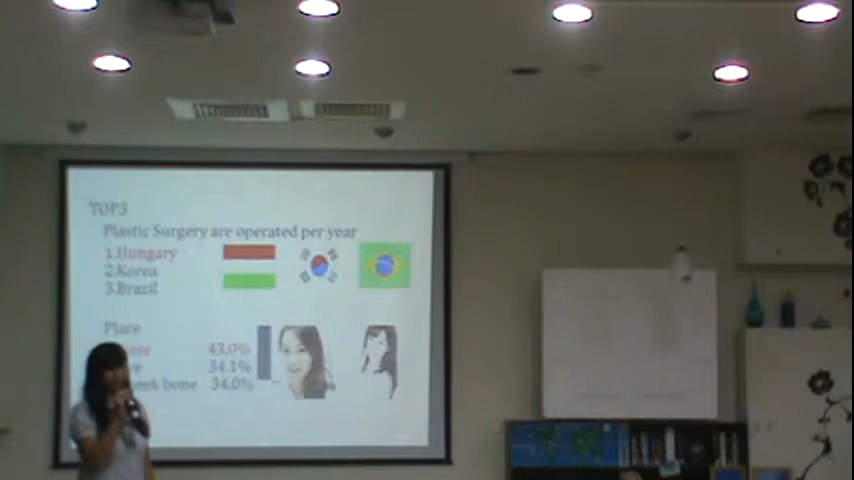 TOP3
Plastic Surgery are operated per year
1.Hungary
2.Korea
3.Brazil
Place
43.0%
34.1%
bone 34.0%